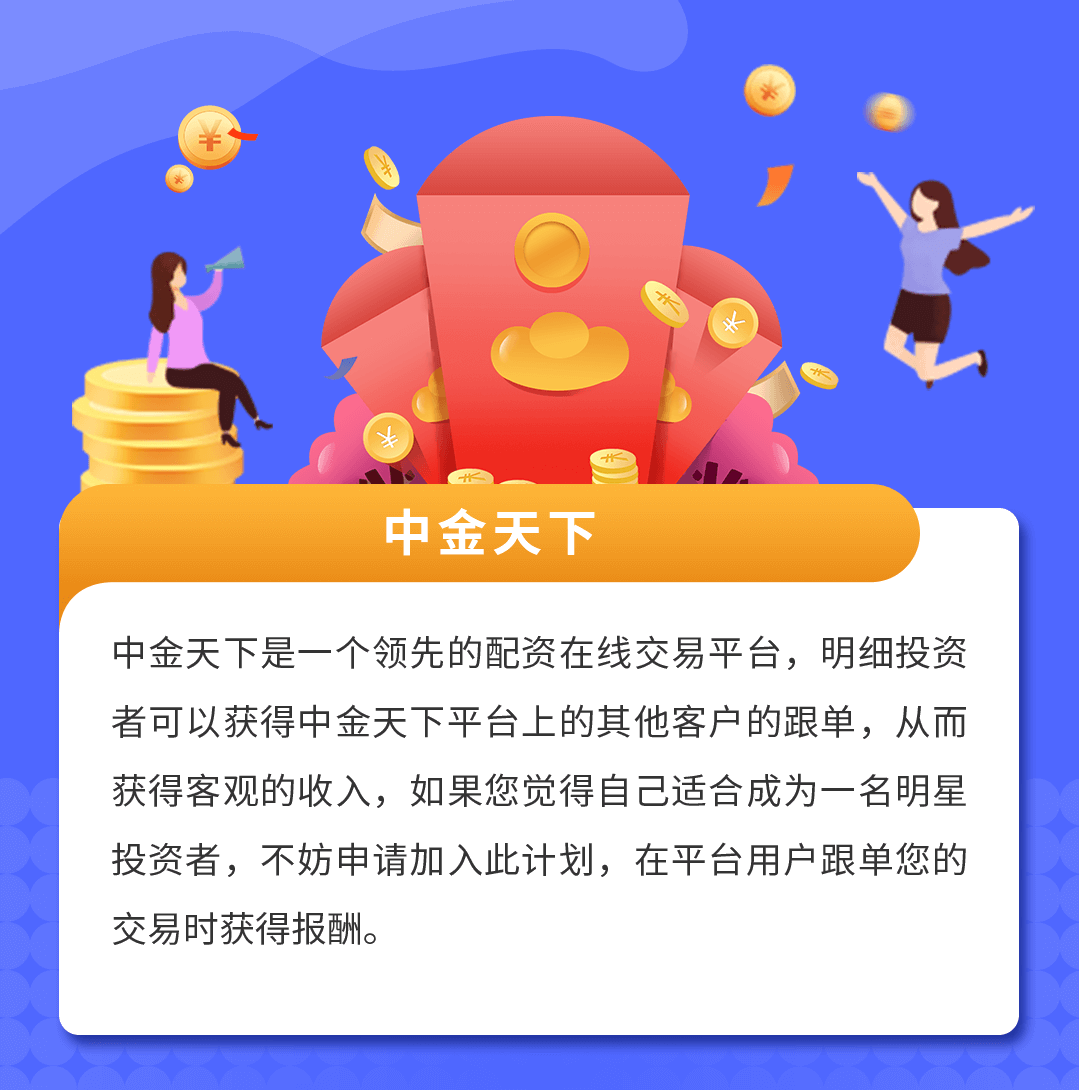 中金天下
中金天下是一个领先的配资在线交易平台，明细投资
者可以获得中金天下平台上的其他客户的跟单，从而
获得客观的收入，如果您觉得自己适合成为一名明星
投资者，不妨申请加入此计划，在平台用户跟单您的
交易时获得报酬。